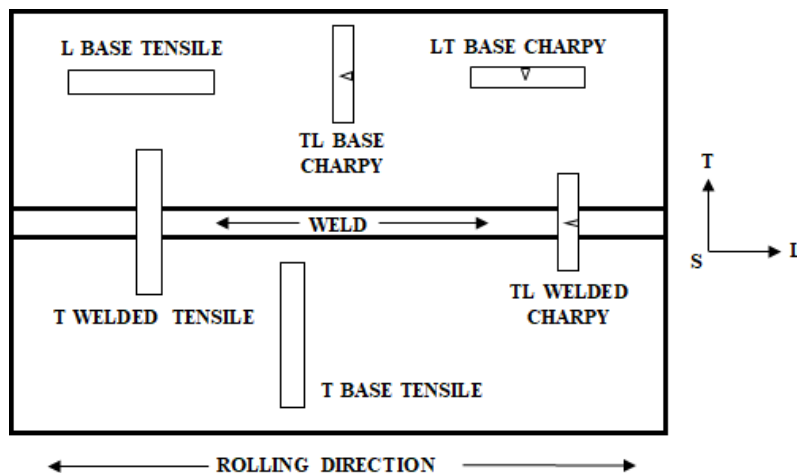 L BASE TENSILE
LT BASE CHARPY
TL BASE
CHARPY
T
WELD
S
L
T WELDED TENSILE
TL WELDED
CHARPY
T BASE TENSILE
ROLLING DIRECTION